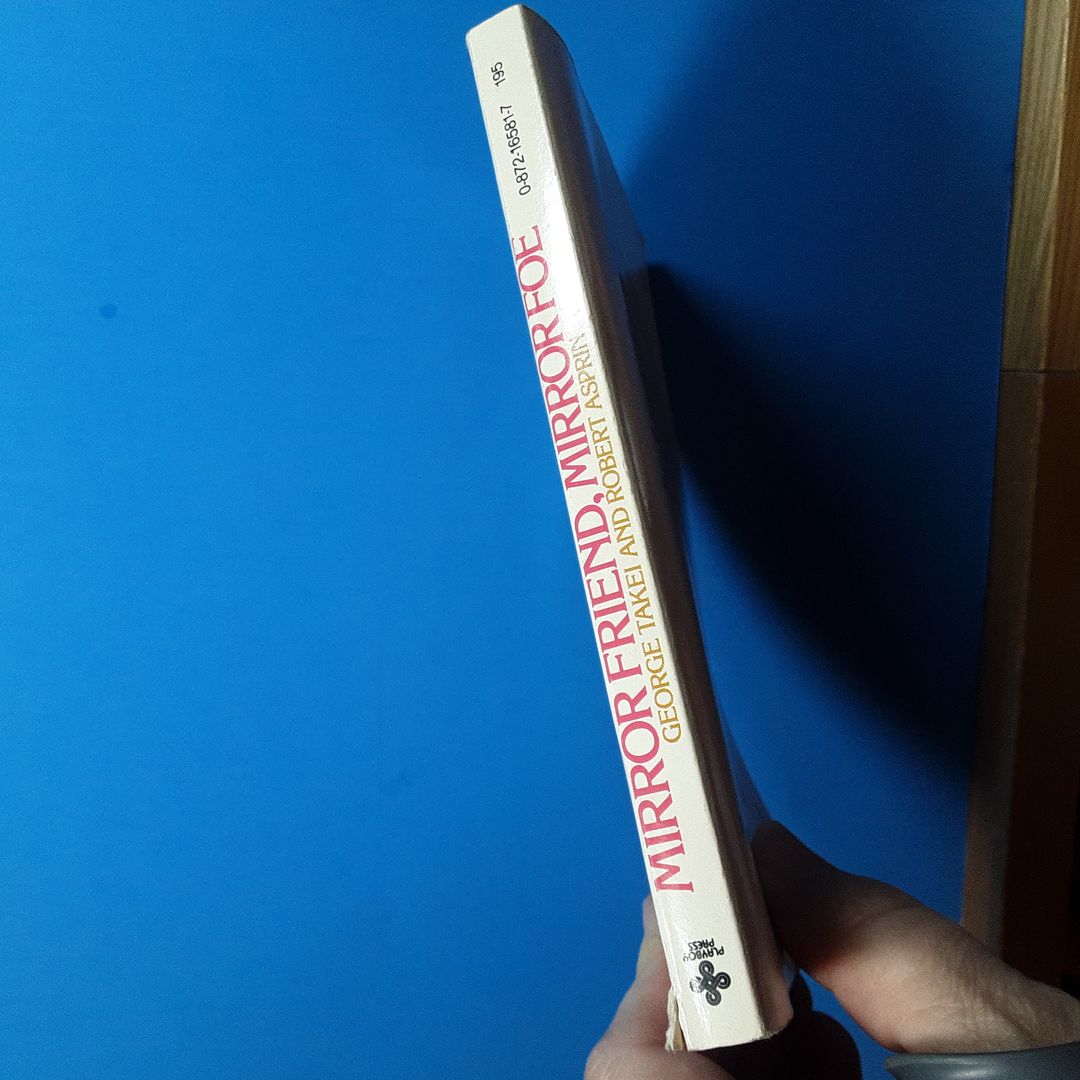 MIRROR FRIEND, MIRROR FOE
GEORGE TAKEI AND ROBERT ASPRIN
0-872-16581-7 195
PLAYBOY
PRESS